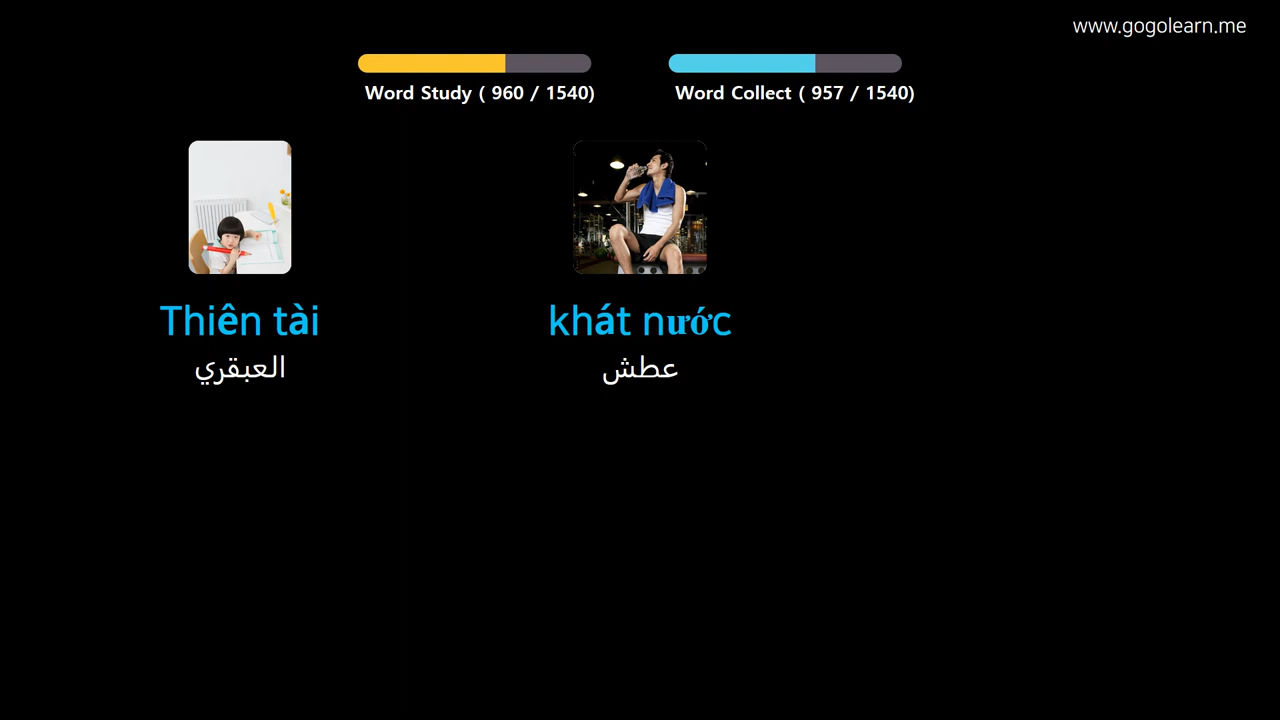 www.gogolearn.me
Word Study ( 960 / 1540)
Word Collect ( 957 / 1540)
Thiên tài
العبقري
khát nước
عطش